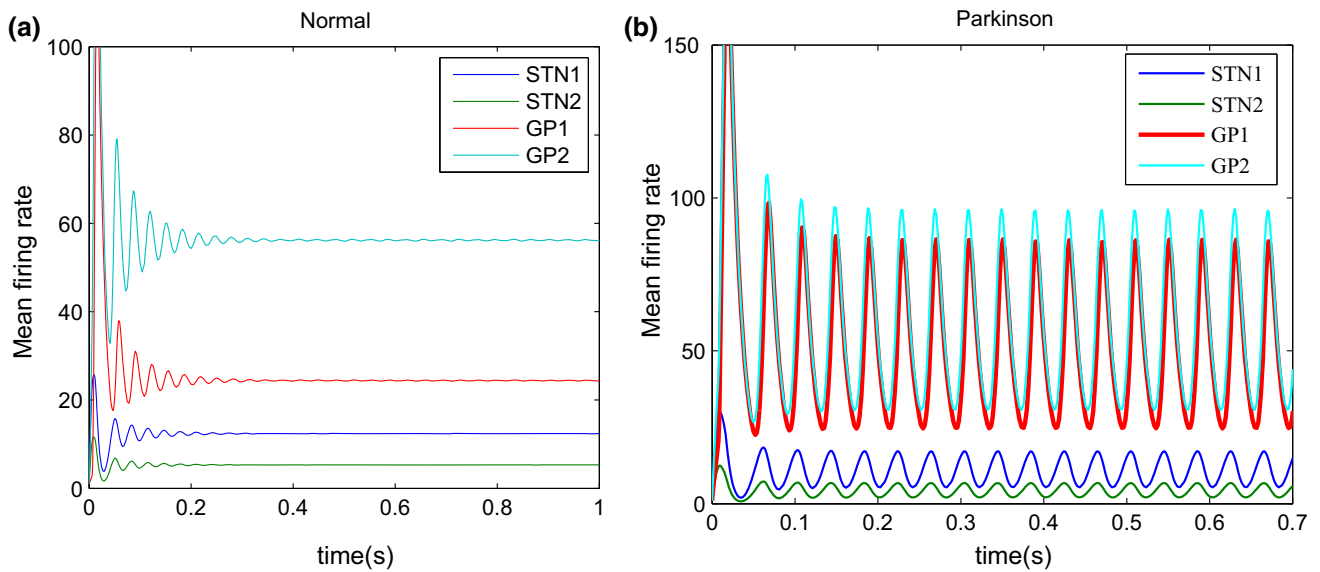 (a)
Normal
Mean firing rate
100
80
60
40
20
0
0 0.2 0.4 0.6 0.8 1
time(s)
STN1
STN2
GP1
GP2
(b)
Parkinson
Mean firing rate
150
100
50
0
0 0.1 0.2 0.3 0.4 0.5 0.6 0.7
time(s)
STN1
STN2
GP1
GP2